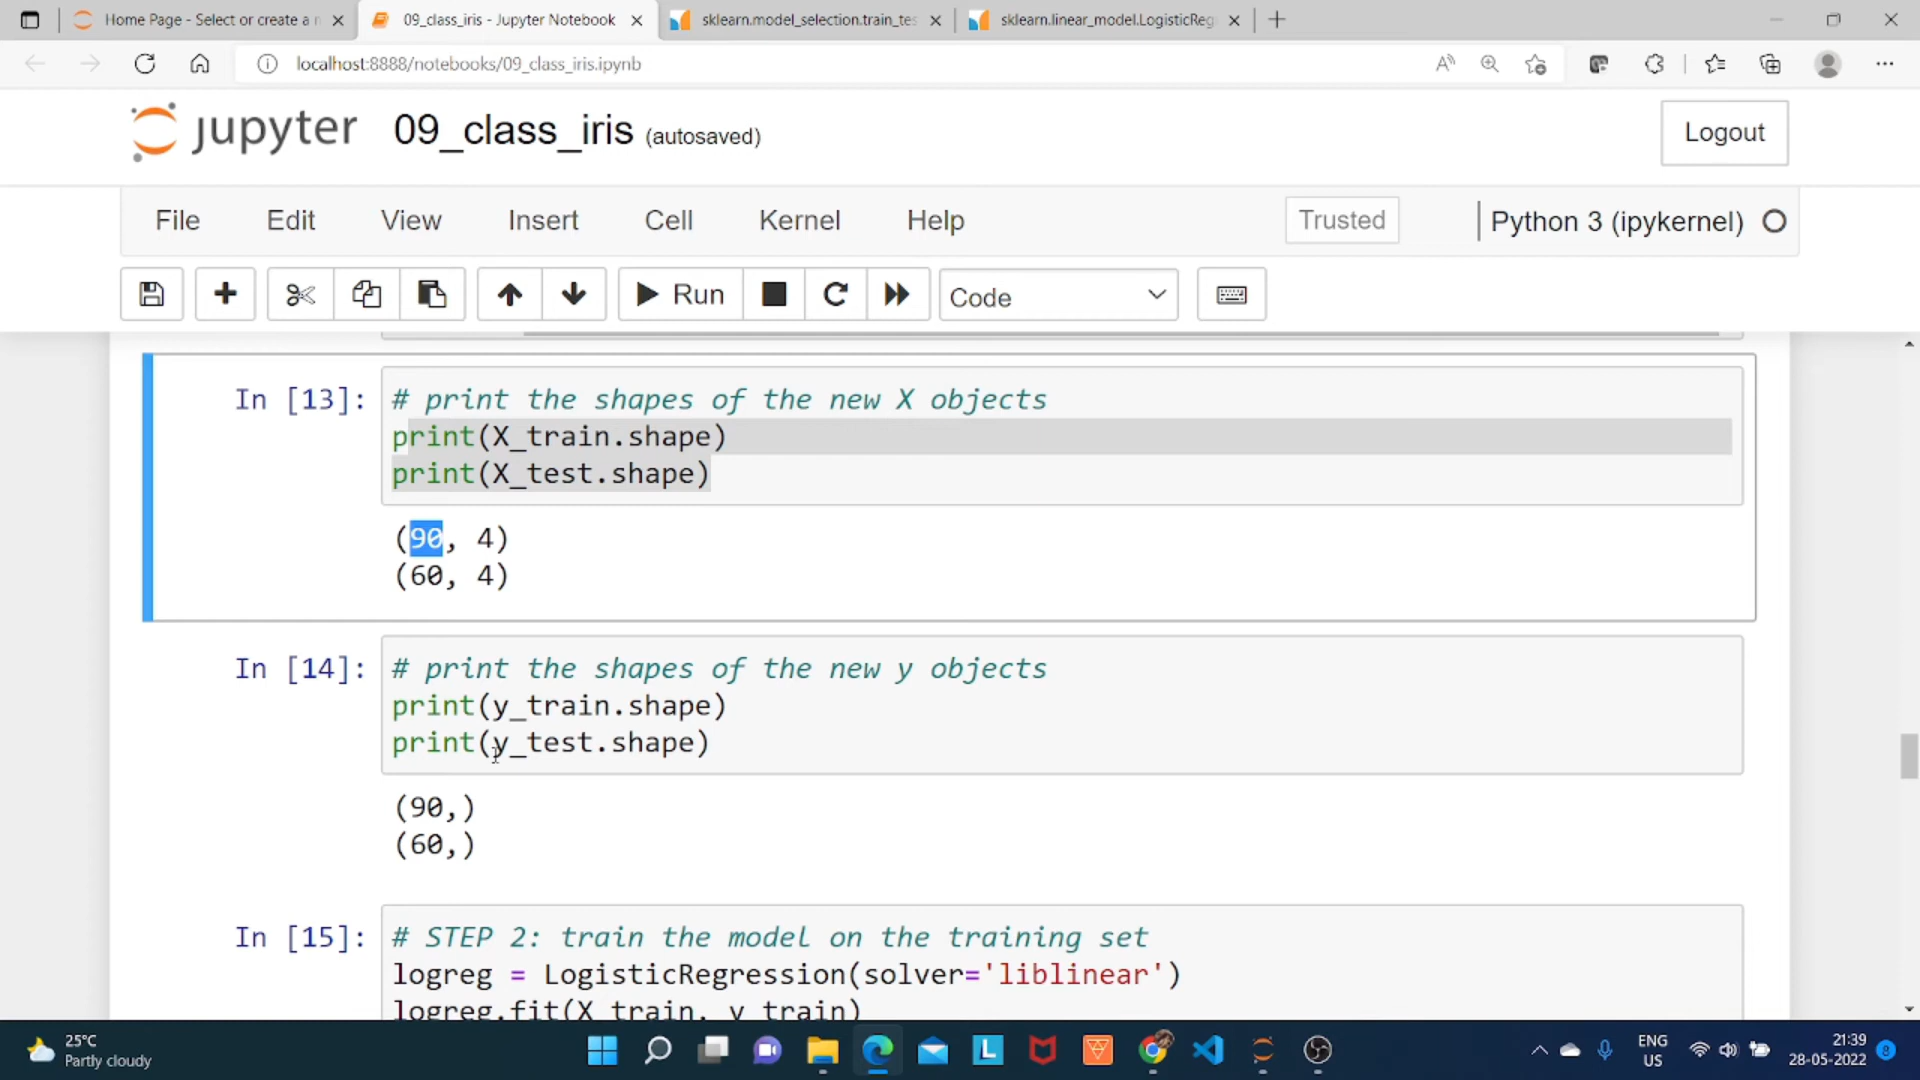 Home Page - Select or create a n
09_class_iris - Jupyter Notebook
sklearn.model_selection.train_tes
sklearn.linear_model.LogisticReg
localhost:8888/notebooks/09_class_iris.ipynb
jupyter 09_class_iris (autosaved)
Logout
File Edit View Insert Cell Kernel Help Trusted Python 3 (ipykernel)
Run Code
In [13]: # print the shapes of the new X objects
print(X_train.shape)
print(X_test.shape)
(90, 4)
(60, 4)
In [14]: # print the shapes of the new y objects
print(y_train.shape)
print(y_test.shape)
(90,)
(60,)
In [15]: # STEP 2: train the model on the training set
logreg = LogisticRegression(solver='liblinear')
logreg.fit(X_train, y_train)
25°C
Partly cloudy
ENG
US
21:39
28-05-2022
8